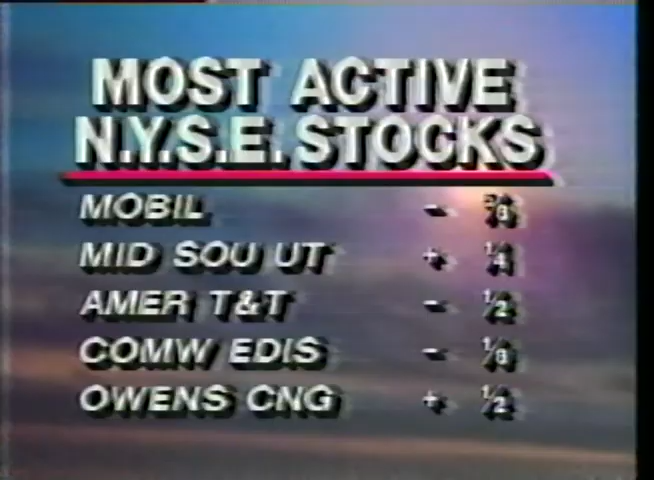 MOST ACTIVE
N.Y.S.E. STOCKS
MOBIL -
MID SOU UT + 1/4
AMER T&T - 1/2
COMW EDIS - 1/8
OWENS CNG + 1/2